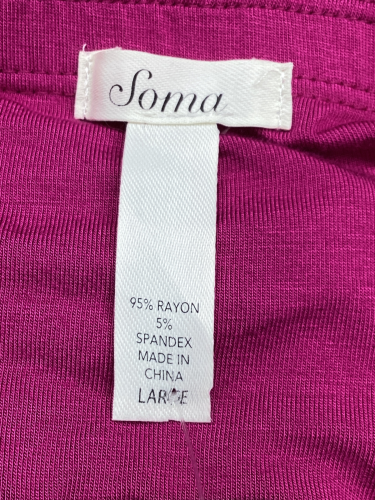 Soma
95% RAYON
5%
SPANDEX
MADE IN
CHINA
LARGE